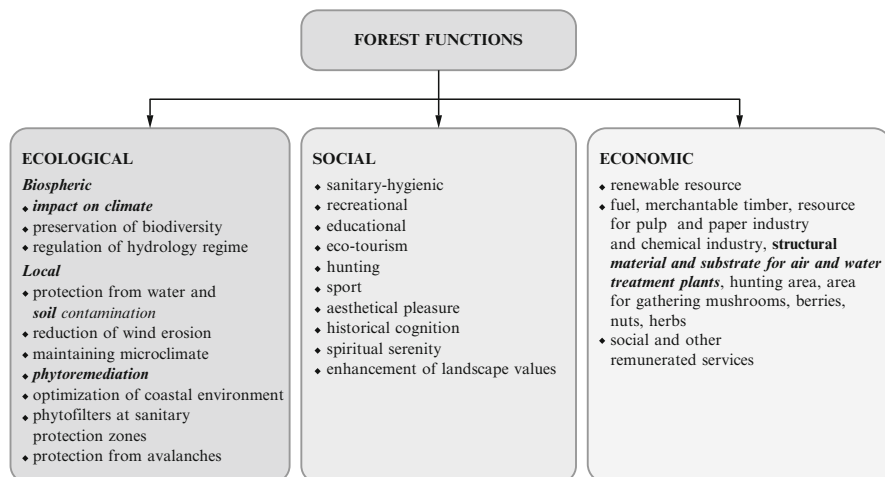 FOREST FUNCTIONS
ECOLOGICAL
Biospheric
◆ impact on climate
◆ preservation of biodiversity
◆ regulation of hydrology regime
Local
◆ protection from water and
soil contamination
◆ reduction of wind erosion
◆ maintaining microclimate
◆ phytoremediation
◆ optimization of coastal environment
◆ phytofilters at sanitary
protection zones
◆ protection from avalanches
SOCIAL
◆ sanitary-hygienic
◆ recreational
◆ educational
◆ eco-tourism
◆ hunting
◆ sport
◆ aesthetical pleasure
◆ historical cognition
◆ spiritual serenity
◆ enhancement of landscape values
ECONOMIC
◆ renewable resource
◆ fuel, merchantable timber, resource
for pulp and paper industry
and chemical industry, structural
material and substrate for air and water
treatment plants, hunting area, area
for gathering mushrooms, berries,
nuts, herbs
◆ social and other
remunerated services